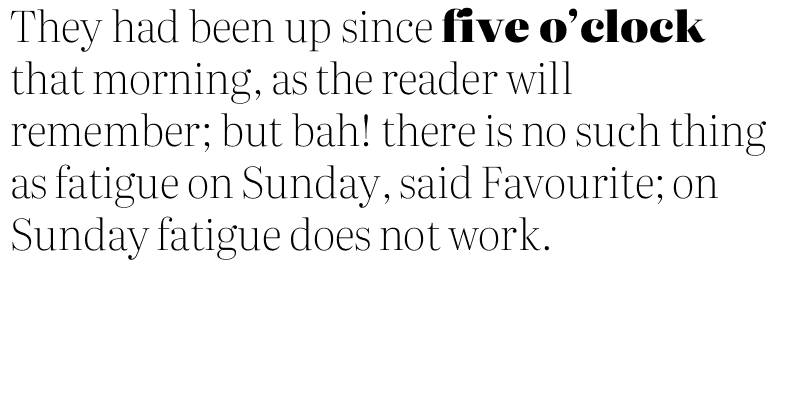 They had been up since five o’clock
that morning, as the reader will
remember; but bah! there is no such thing
as fatigue on Sunday, said Favourite; on
Sunday fatigue does not work.